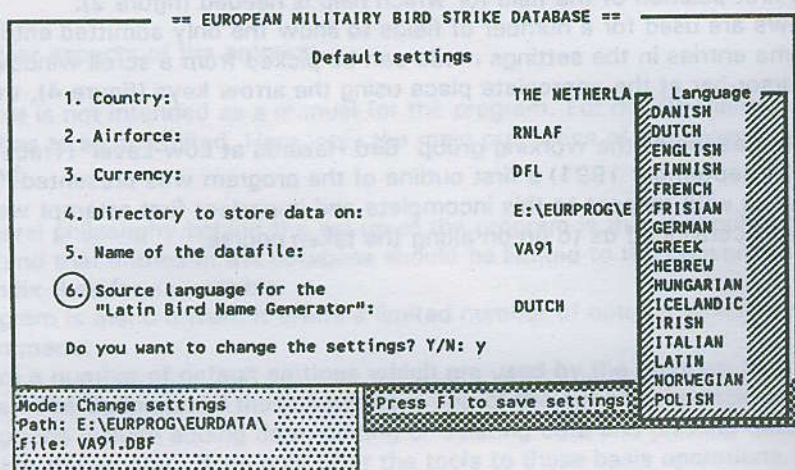 == EUROPEAN MILITAIRY BIRD STRIKE DATABASE ==
Default settings
1. Country: THE NETHERLA
2. Airforce: RNLAF
3. Currency: DFL
4. Directory to store data on: E:\EURPROG\E
5. Name of the datafile: VA91
6. Source language for the
"Latin Bird Name Generator": DUTCH
Do you want to change the settings? Y/N: y
Language
DANISH
DUTCH
ENGLISH
FINNISH
FRENCH
FRISIAN
GERMAN
GREEK
HEBREW
HUNGARIAN
ICELANDIC
IRISH
ITALIAN
LATIN
NORWEGIAN
POLISH
Mode: Change settings
Path: E:\EURPROG\EURDATA\
File: VA91.DBF
Press F1 to save settings